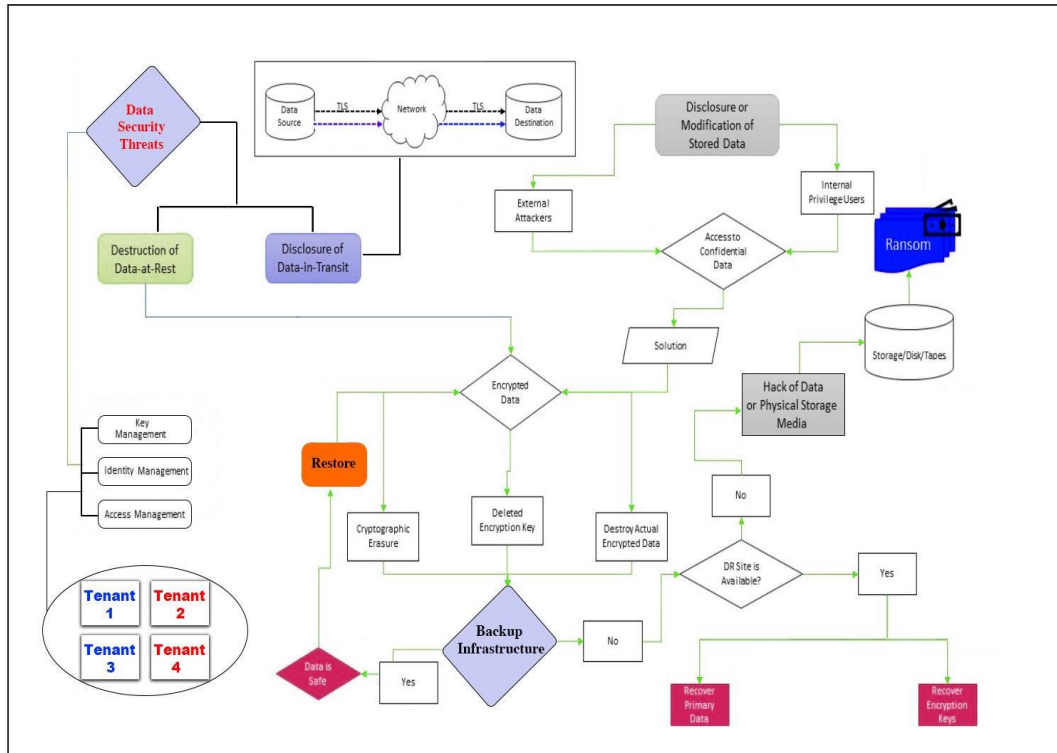 Data
Security
Threats
Data
Source
TLS
Network
TLS
Data
Destination
Disclosure or
Modification of
Stored Data
External
Attackers
Internal
Privilege Users
Access to
Confidential
Data
Ransom
Destruction of
Data-at-Rest
Disclosure of
Data-in-Transit
Solution
Storage/Disk/Tapes
Encrypted
Data
Hack of Data
or Physical Storage
Media
Key
Management
Identity Management
Access Management
Restore
No
Cryptographic
Erasure
Deleted
Encryption Key
Destroy Actual
Encrypted Data
DR Site is
Available?
Yes
Tenant
1
Tenant
2
Tenant
3
Tenant
4
Backup
Infrastructure
No
Data is
Safe
Yes
Recover
Primary
Data
Recover
Encryption
Keys